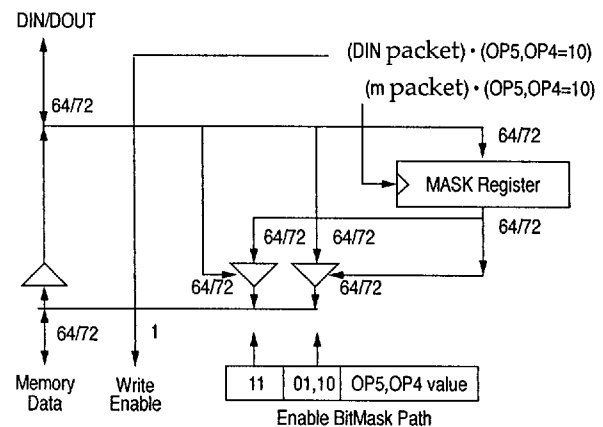 DIN/DOUT
(DIN packet) • (OP5,OP4=10)
(m packet) • (OP5,OP4=10)
64/72
64/72
MASK Register
64/72
64/72
64/72
64/72
64/72
64/72
1
Memory
Data
Write
Enable
11
01,10
OP5,OP4 value
Enable BitMask Path